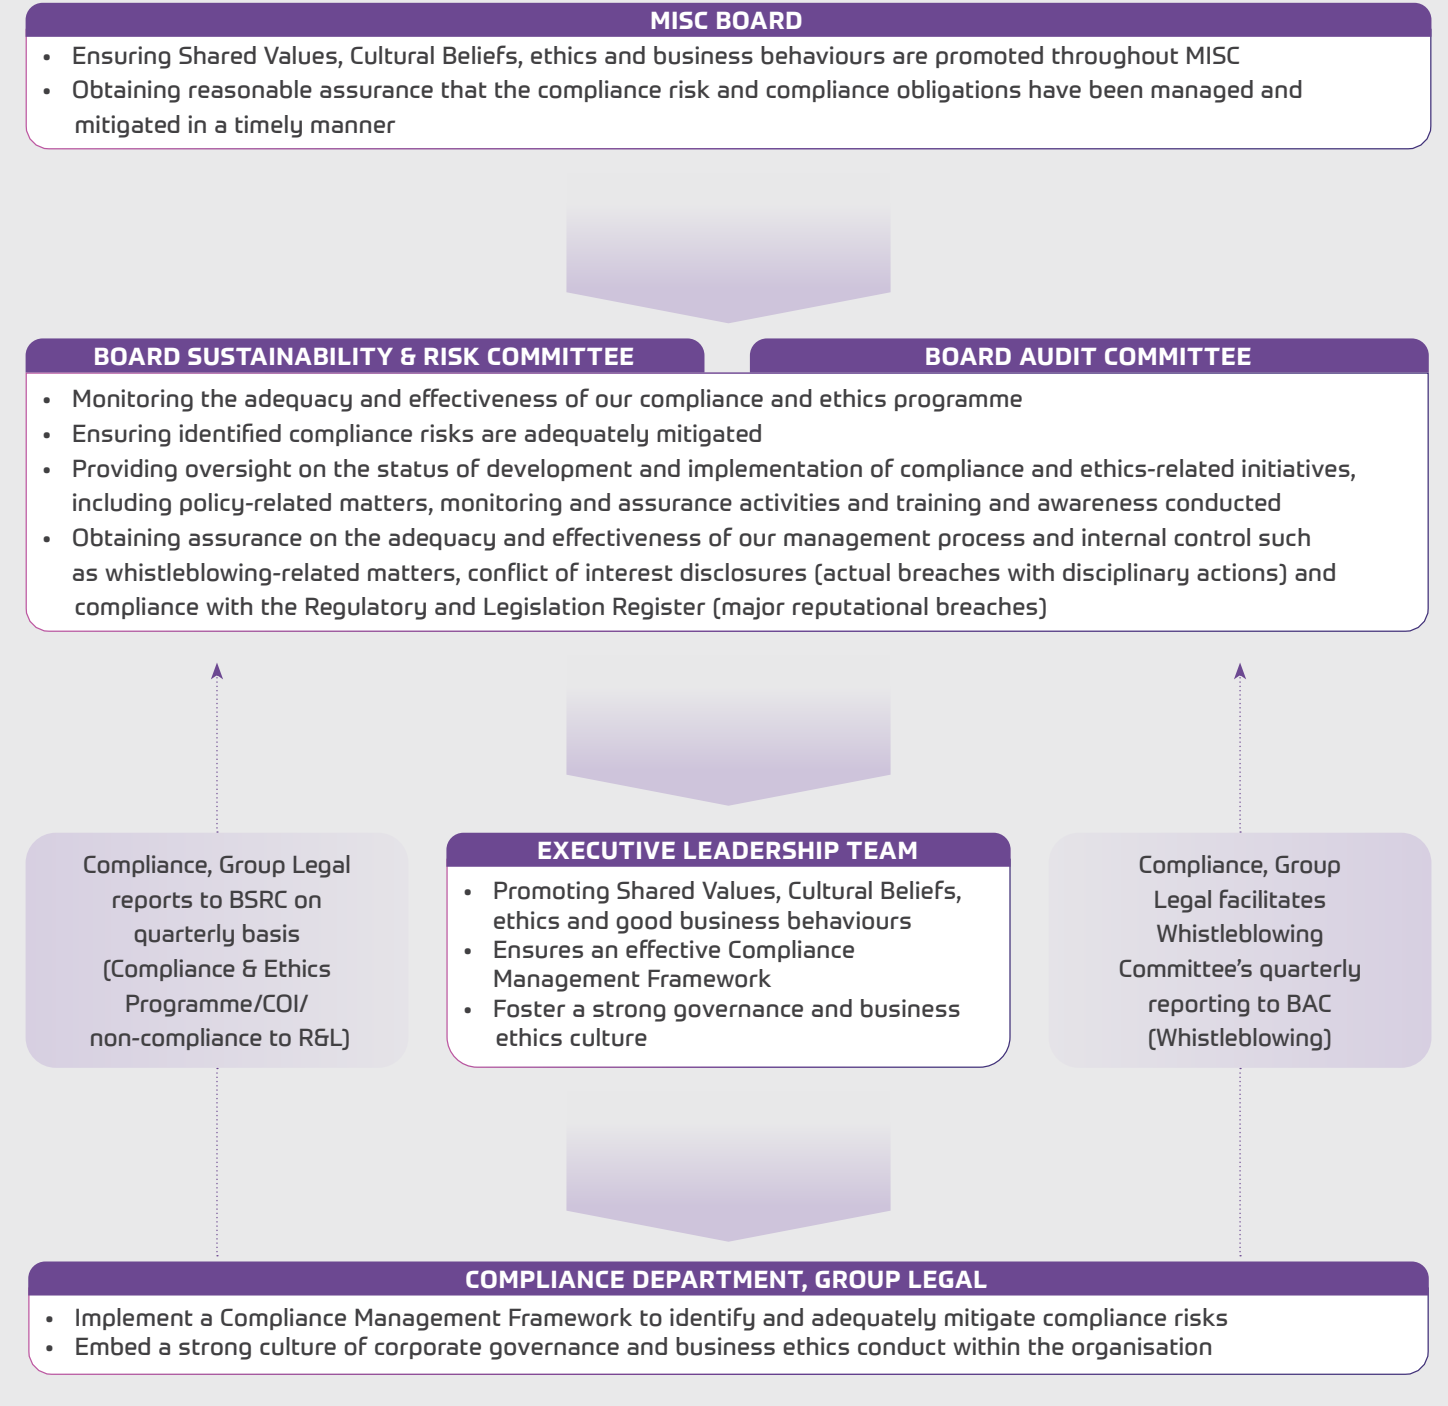 MISC BOARD
• Ensuring Shared Values, Cultural Beliefs, ethics and business behaviours are promoted throughout MISC
• Obtaining reasonable assurance that the compliance risk and compliance obligations have been managed and
mitigated in a timely manner
BOARD SUSTAINABILITY & RISK COMMITTEE
BOARD AUDIT COMMITTEE
• Monitoring the adequacy and effectiveness of our compliance and ethics programme
• Ensuring identified compliance risks are adequately mitigated
• Providing oversight on the status of development and implementation of compliance and ethics-related initiatives,
including policy-related matters, monitoring and assurance activities and training and awareness conducted
• Obtaining assurance on the adequacy and effectiveness of our management process and internal control such
as whistleblowing-related matters, conflict of interest disclosures (actual breaches with disciplinary actions) and
compliance with the Regulatory and Legislation Register (major reputational breaches)
Compliance, Group Legal
reports to BSRC on
quarterly basis
(Compliance & Ethics
Programme/COI/
non-compliance to R&L)
EXECUTIVE LEADERSHIP TEAM
• Promoting Shared Values, Cultural Beliefs,
ethics and good business behaviours
• Ensures an effective Compliance
Management Framework
• Foster a strong governance and business
ethics culture
Compliance, Group
Legal facilitates
Whistleblowing
Committee’s quarterly
reporting to BAC
(Whistleblowing)
COMPLIANCE DEPARTMENT, GROUP LEGAL
• Implement a Compliance Management Framework to identify and adequately mitigate compliance risks
• Embed a strong culture of corporate governance and business ethics conduct within the organisation